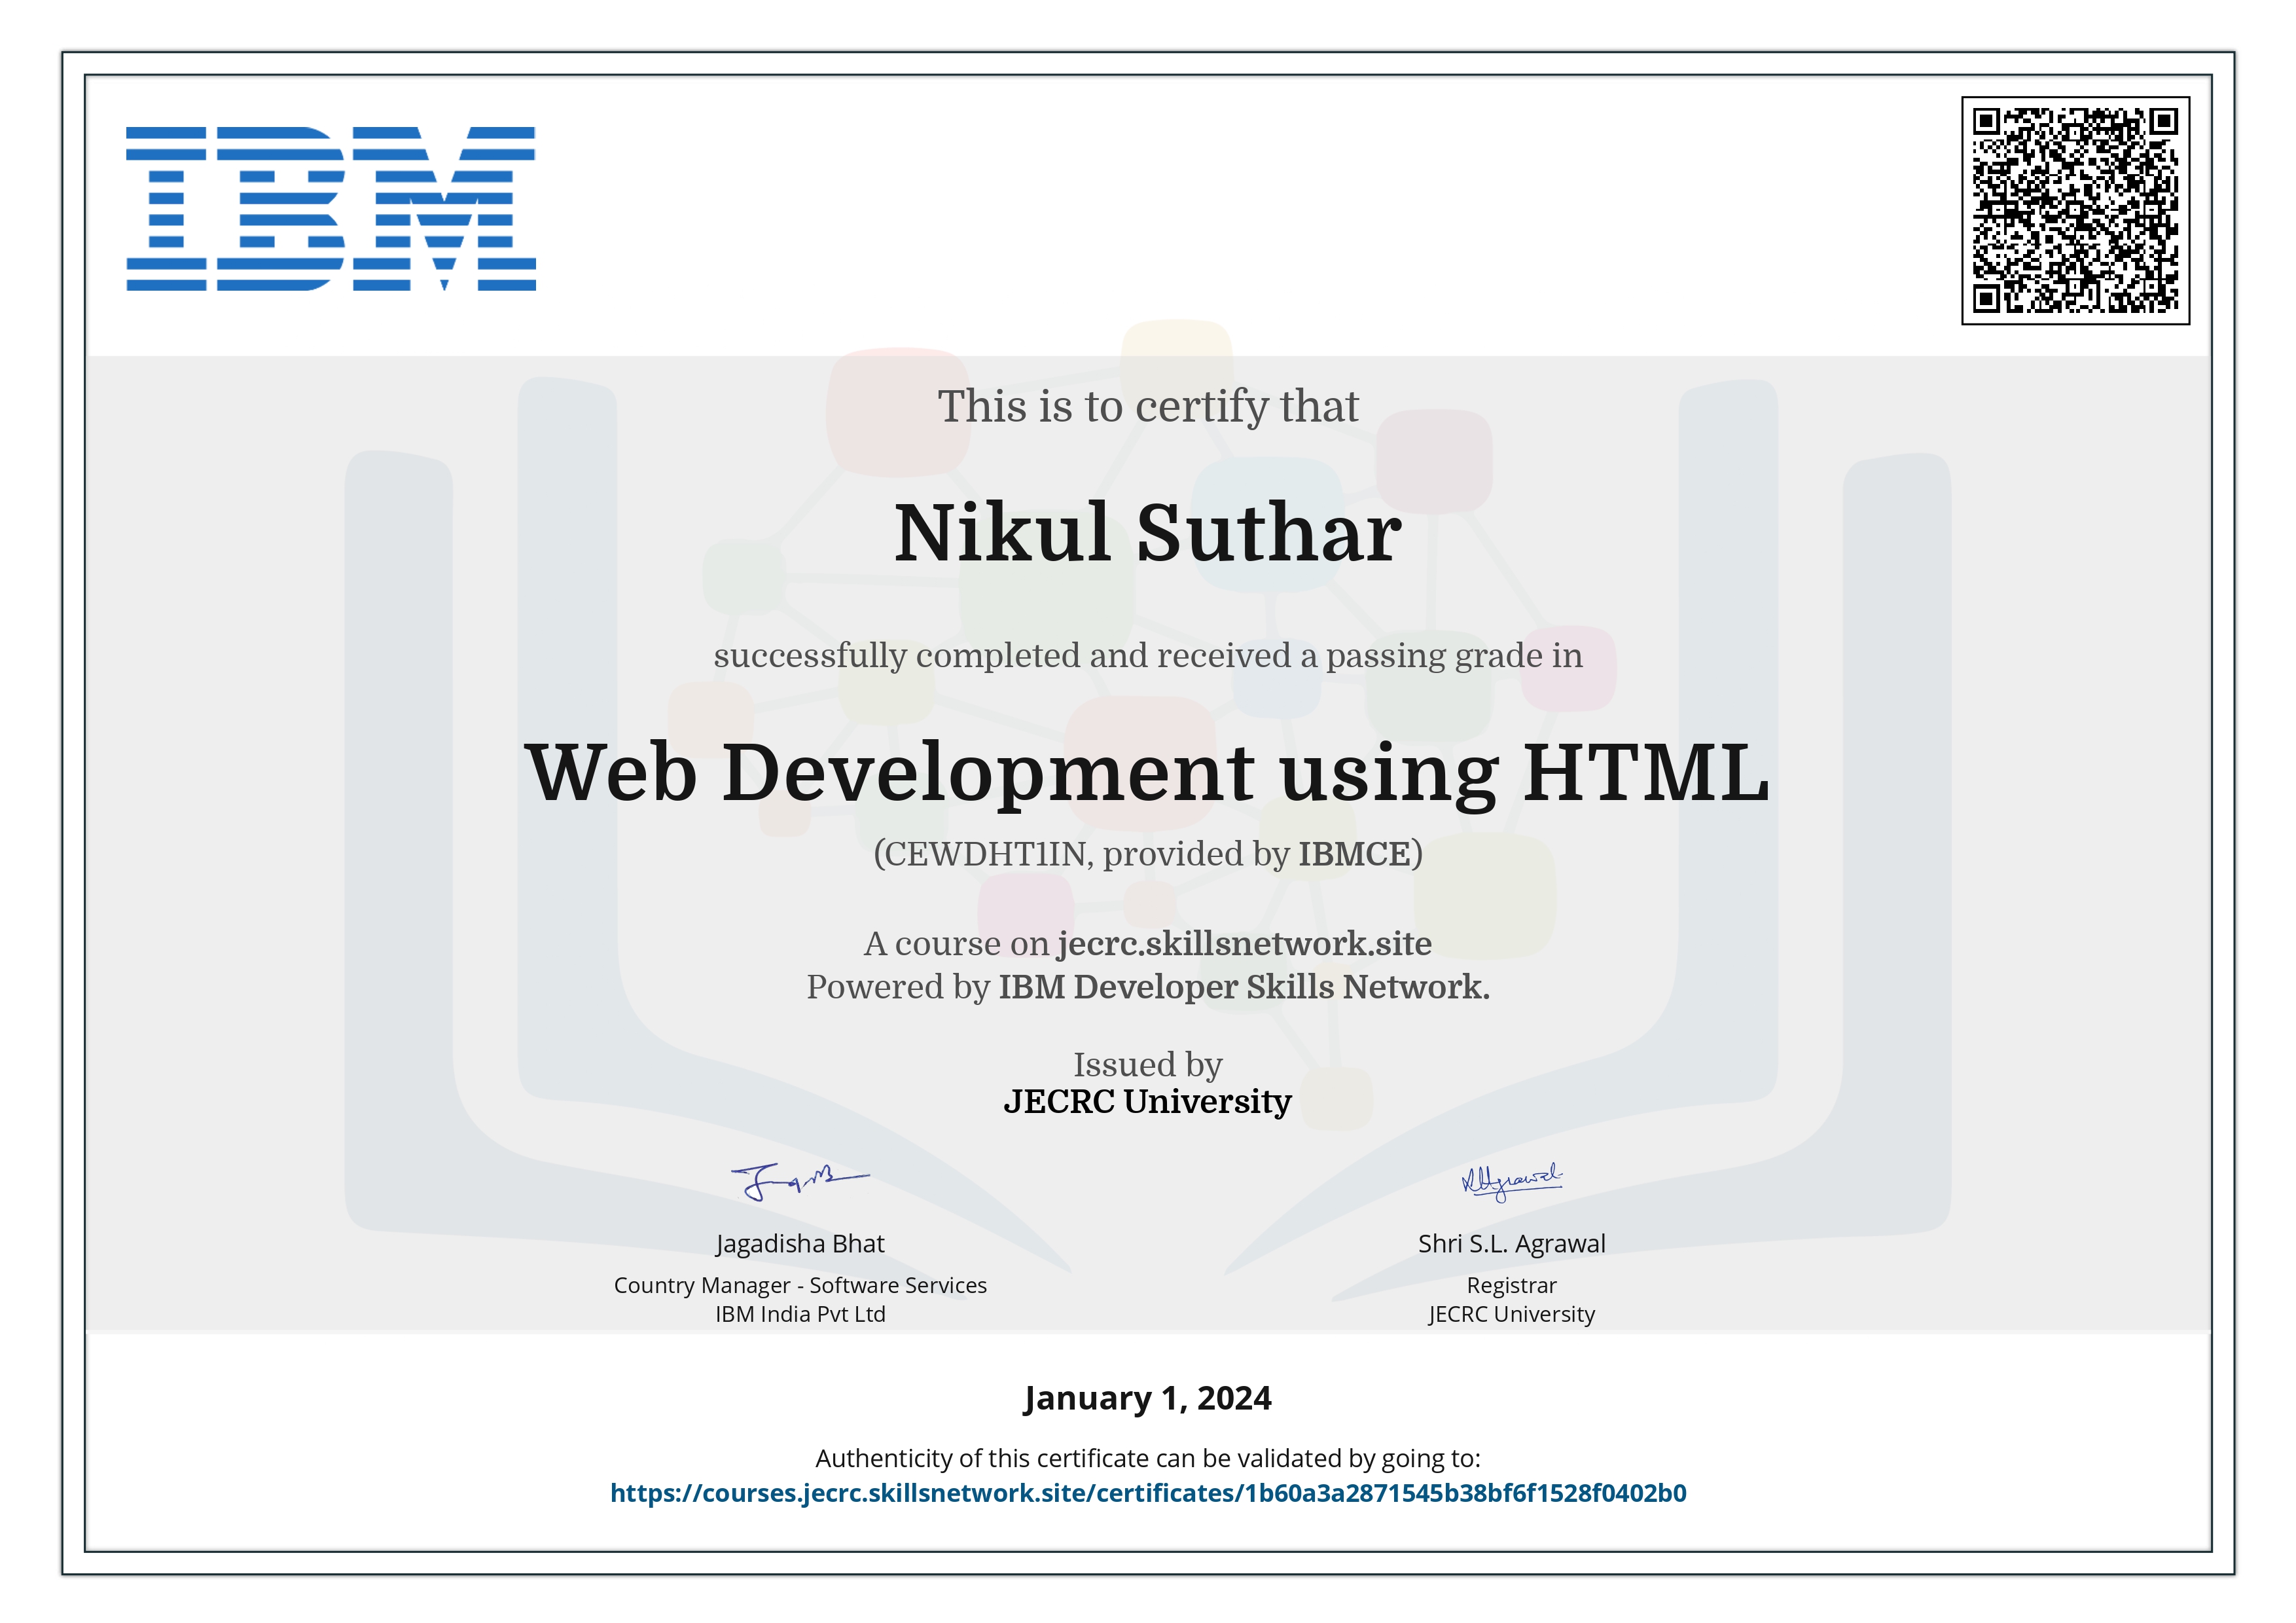 IBM
This is to certify that
Nikul Suthar
successfully completed and received a passing grade in
Web Development using HTML
(CEWDHT1IN, provided by IBMCE)
A course on jecrc.skillsnetwork.site
Powered by IBM Developer Skills Network.
Issued by
JECRC University
Jagadisha Bhat
Country Manager - Software Services
IBM India Pvt Ltd
Shri S.L. Agrawal
Registrar
JECRC University
January 1, 2024
Authenticity of this certificate can be validated by going to:
https://courses.jecrc.skillsnetwork.site/certificates/1b60a3a2871545b38bf6f1528f0402b0